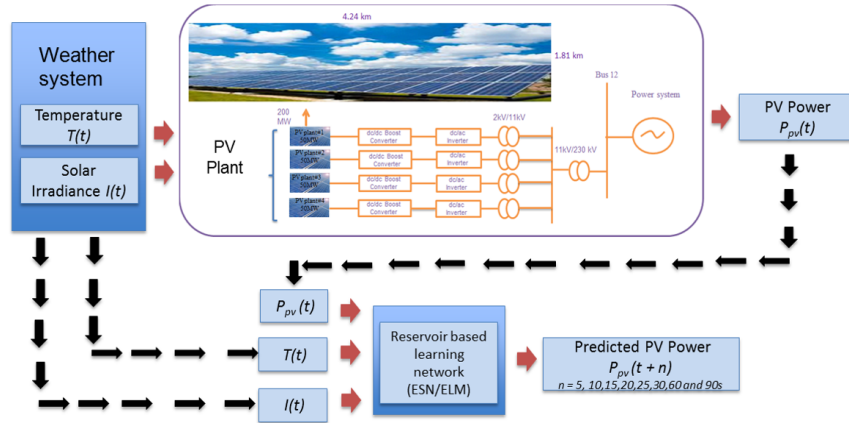 4.24 km
1.81 km
Weather
system
Temperature
T(t)
Solar
Irradiance I(t)
PV
Plant
200
MW
PV plant#1
50MW
PV plant#2
50MW
PV plant#3
50MW
PV plant#4
50MW
dc/dc Boost
Converter
dc/dc Boost
Converter
dc/dc Boost
Converter
dc/dc Boost
Converter
dc/ac
Inverter
dc/ac
Inverter
dc/ac
Inverter
dc/ac
Inverter
2kV/11kV
11kV/230 kV
Bus 12
Power system
PV Power
Ppv(t)
Ppv(t)
T(t)
I(t)
Reservoir based
learning
network
(ESN/ELM)
Predicted PV Power
Ppv(t + n)
n = 5, 10,15,20,25,30,60 and 90s